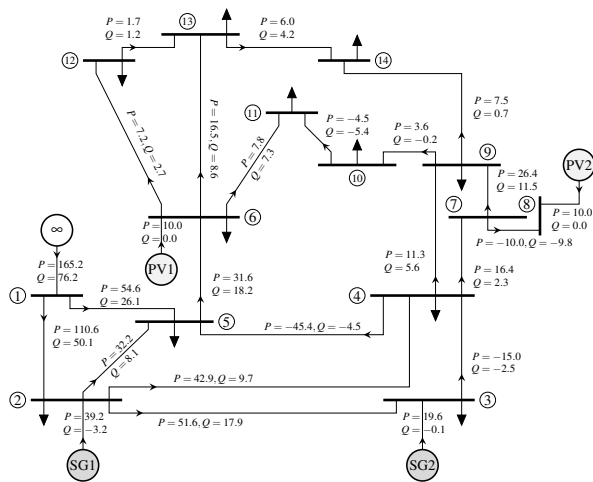 P = 1.7
Q = 1.2
13
P = 6.0
Q = 4.2
12
14
P = 7.2, Q = 2.7
P = 16.5, Q = 8.6
11
P = 7.8
Q = 7.3
P = −4.5
Q = −5.4
P = 3.6
Q = −0.2
P = 7.5
Q = 0.7
10
9
PV2
P = 26.4
Q = 11.5
8
7
P = 10.0
Q = 0.0
P = −10.0, Q = −9.8
6
P = 10.0
Q = 0.0
∞
PV1
P = 165.2
Q = 76.2
P = 31.6
Q = 18.2
P = 11.3
Q = 5.6
P = 16.4
Q = 2.3
1
P = 54.6
Q = 26.1
4
5
P = −45.4, Q = −4.5
P = 110.6
Q = 50.1
P = 32.2
Q = 8.1
P = −15.0
Q = −2.5
P = 42.9, Q = 9.7
2
3
P = 39.2
Q = −3.2
P = 51.6, Q = 17.9
P = 19.6
Q = −0.1
SG1
SG2